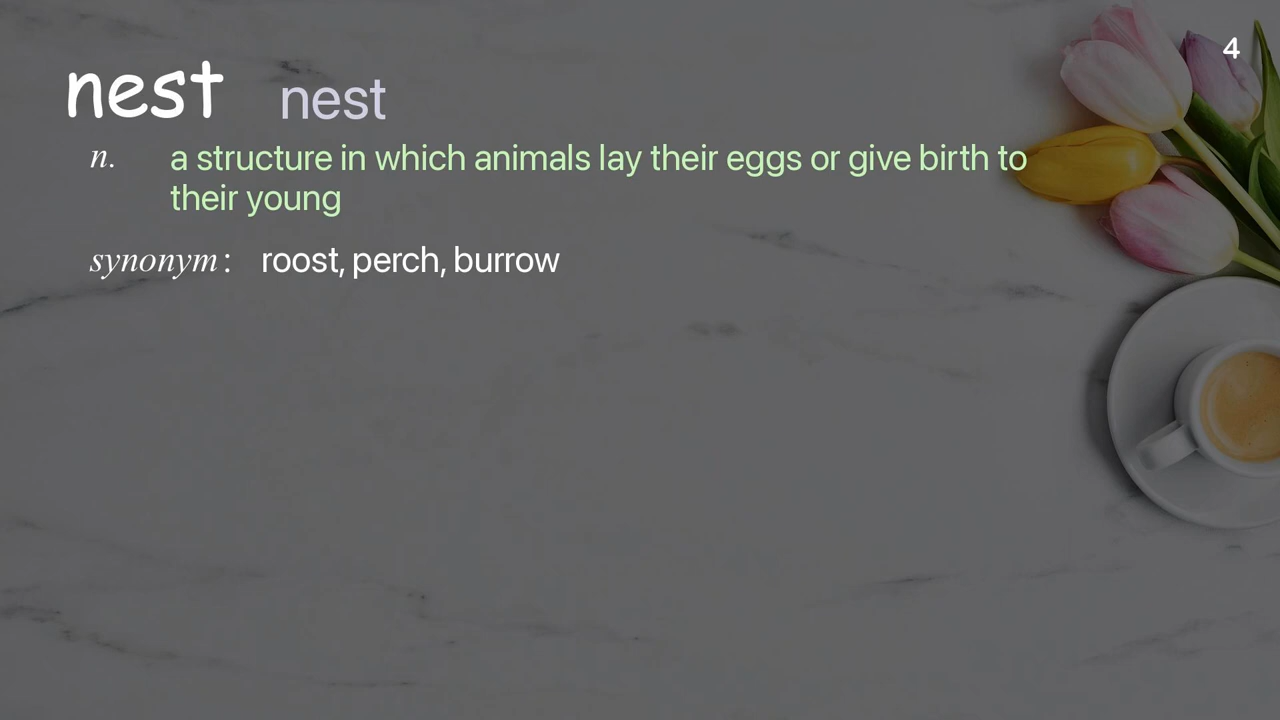 4
nest nest
n. a structure in which animals lay their eggs or give birth to
their young
synonym: roost, perch, burrow